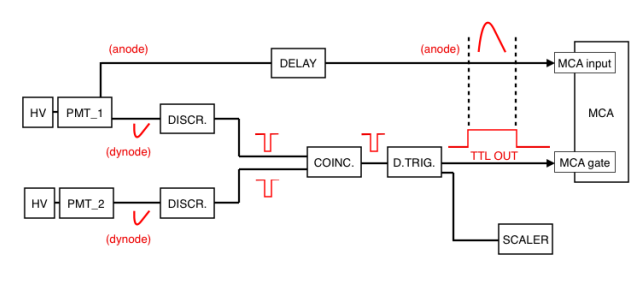 (anode)
(anode)
DELAY
MCA input
HV
PMT_1
DISCR.
MCA
(dynode)
TTL OUT
COINC.
D.TRIG.
MCA gate
HV
PMT_2
DISCR.
(dynode)
SCALER